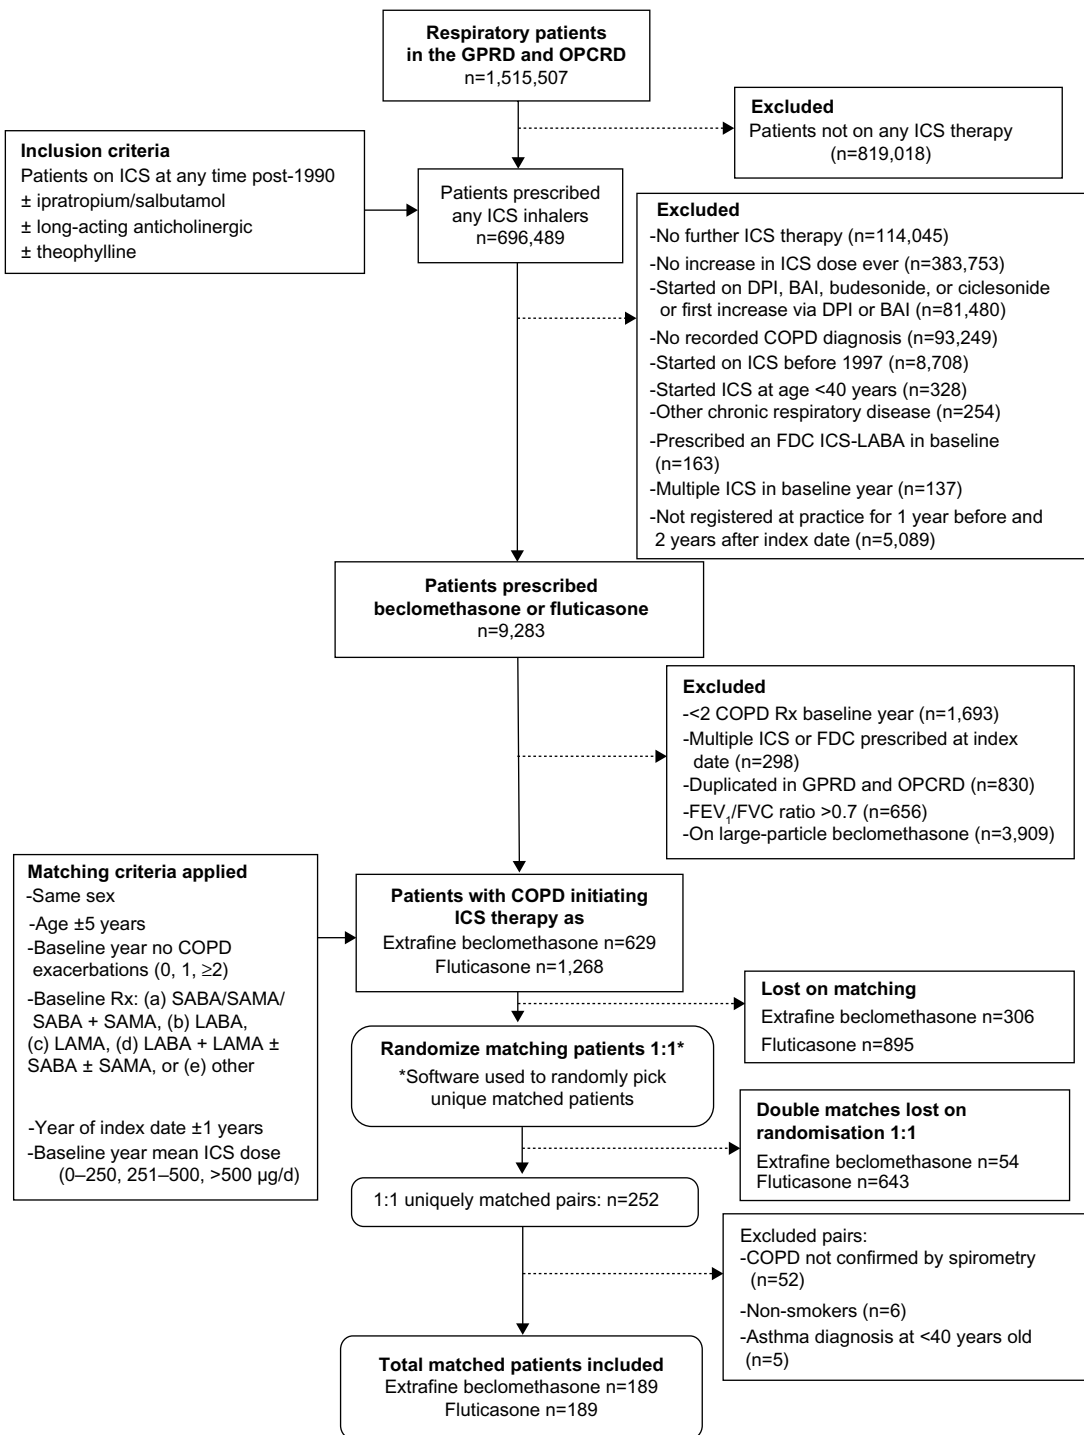 Respiratory patients
in the GPRD and OPCRD
n=1,515,507
Excluded
Patients not on any ICS therapy
(n=819,018)
Inclusion criteria
Patients on ICS at any time post-1990
± ipratropium/salbutamol
± long-acting anticholinergic
± theophylline
Patients prescribed
any ICS inhalers
n=696,489
Excluded
-No further ICS therapy (n=114,045)
-No increase in ICS dose ever (n=383,753)
-Started on DPI, BAI, budesonide, or ciclesonide
or first increase via DPI or BAI (n=81,480)
-No recorded COPD diagnosis (n=93,249)
-Started on ICS before 1997 (n=8,708)
-Started ICS at age <40 years (n=328)
-Other chronic respiratory disease (n=254)
-Prescribed an FDC ICS-LABA in baseline
(n=163)
-Multiple ICS in baseline year (n=137)
-Not registered at practice for 1 year before and
2 years after index date (n=5,089)
Patients prescribed
beclomethasone or fluticasone
n=9,283
Excluded
-<2 COPD Rx baseline year (n=1,693)
-Multiple ICS or FDC prescribed at index
date (n=298)
-Duplicated in GPRD and OPCRD (n=830)
-FEV₁/FVC ratio >0.7 (n=656)
-On large-particle beclomethasone (n=3,909)
Matching criteria applied
-Same sex
-Age ±5 years
-Baseline year no COPD
exacerbations (0, 1, ≥2)
-Baseline Rx: (a) SABA/SAMA/
SABA + SAMA, (b) LABA,
(c) LAMA, (d) LABA + LAMA ±
SABA ± SAMA, or (e) other
-Year of index date ±1 years
-Baseline year mean ICS dose
(0–250, 251–500, >500 µg/d)
Patients with COPD initiating
ICS therapy as
Extrafine beclomethasone n=629
Fluticasone n=1,268
Lost on matching
Extrafine beclomethasone n=306
Fluticasone n=895
Randomize matching patients 1:1*
*Software used to randomly pick
unique matched patients
Double matches lost on
randomisation 1:1
Extrafine beclomethasone n=54
Fluticasone n=643
1:1 uniquely matched pairs: n=252
Excluded pairs:
-COPD not confirmed by spirometry
(n=52)
-Non-smokers (n=6)
-Asthma diagnosis at <40 years old
(n=5)
Total matched patients included
Extrafine beclomethasone n=189
Fluticasone n=189